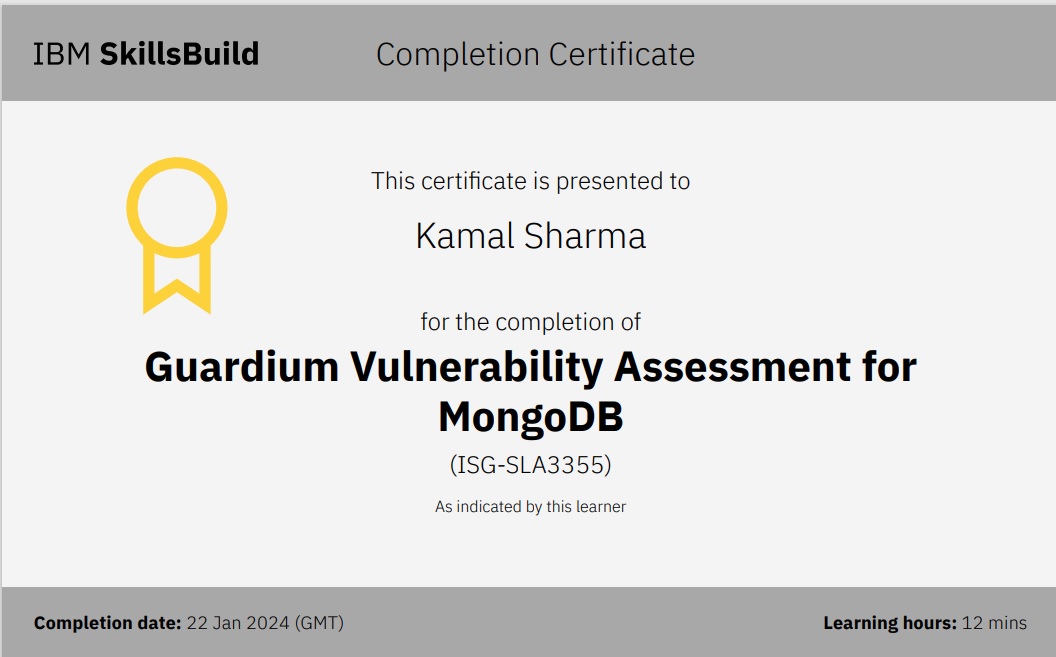 IBM SkillsBuild
Completion Certificate
This certificate is presented to
Kamal Sharma
for the completion of
Guardium Vulnerability Assessment for
MongoDB
(ISG-SLA3355)
As indicated by this learner
Completion date: 22 Jan 2024 (GMT)
Learning hours: 12 mins